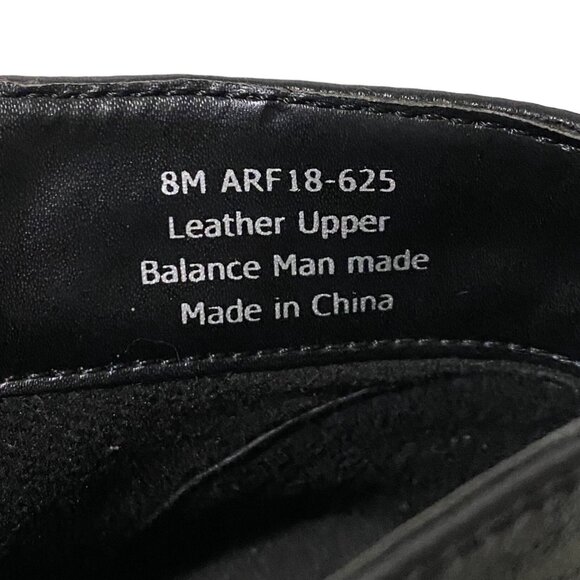 8M ARF18-625
Leather Upper
Balance Man made
Made in China